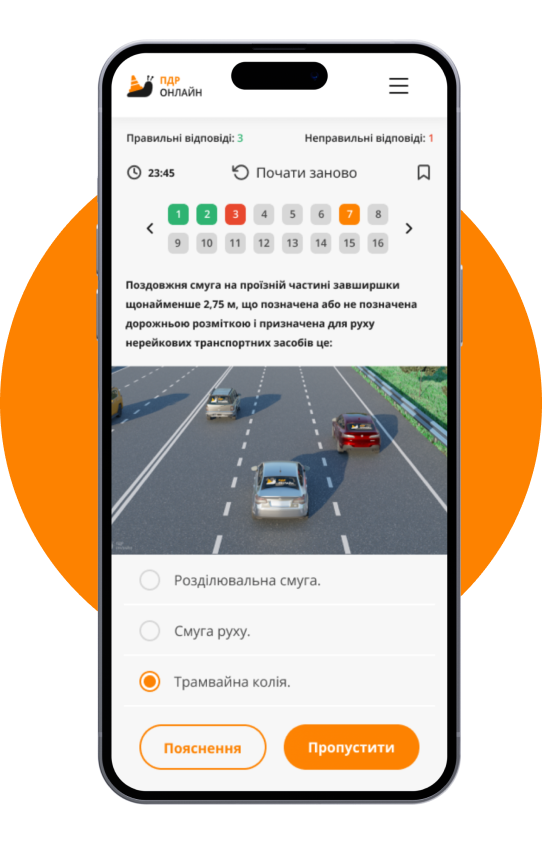 ПДР
ОНЛАЙН
Правильні відповіді: 3 Неправильні відповіді: 1
23:45 Почати заново
1 2 3 4 5 6 7 8
9 10 11 12 13 14 15 16
Поздовжня смуга на проїзній частині завширшки
щонайменше 2,75 м, що позначена або не позначена
дорожньою розміткою і призначена для руху
нерейкових транспортних засобів це:
ПДР
ОНЛАЙН
Розділювальна смуга.
Смуга руху.
Трамвайна колія.
Пояснення Пропустити